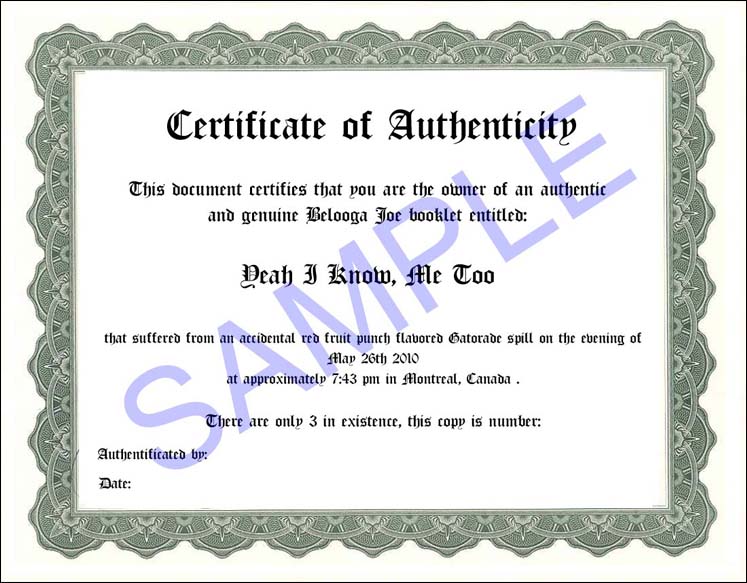 Certificate of Authenticity
This document certifies that you are the owner of an authentic
and genuine Belooga Joe booklet entitled:
Yeah I Know, Me Too
that suffered from an accidental red fruit punch flavored Gatorade spill on the evening of
May 26th 2010
at approximately 7:43 pm in Montreal, Canada .
There are only 3 in existence, this copy is number:
Authentificated by:
Date:
SAMPLE